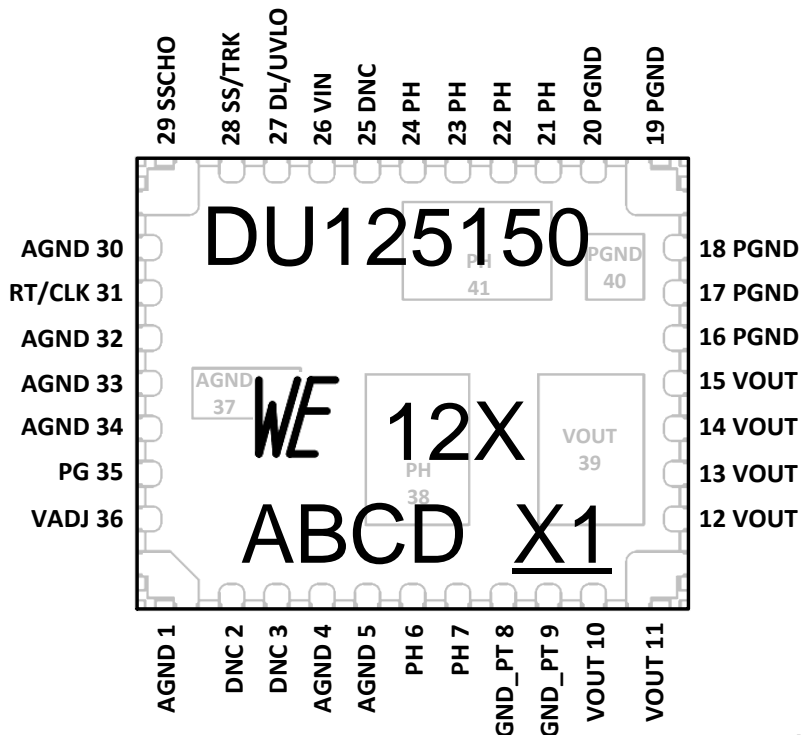 29 SSCHO
28 SS/TRK
27 DL/UVLO
26 VIN
25 DNC
24 PH
23 PH
22 PH
21 PH
20 PGND
19 PGND
DU125150
AGND 30
RT/CLK 31
AGND 32
AGND 33
AGND 34
PG 35
VADJ 36
PH
41
PGND
40
AGND
37
WE
12X
PH
38
VOUT
39
ABCD X1
18 PGND
17 PGND
16 PGND
15 VOUT
14 VOUT
13 VOUT
12 VOUT
AGND 1
DNC 2
DNC 3
AGND 4
AGND 5
PH 6
PH 7
GND_PT 8
GND_PT 9
VOUT 10
VOUT 11